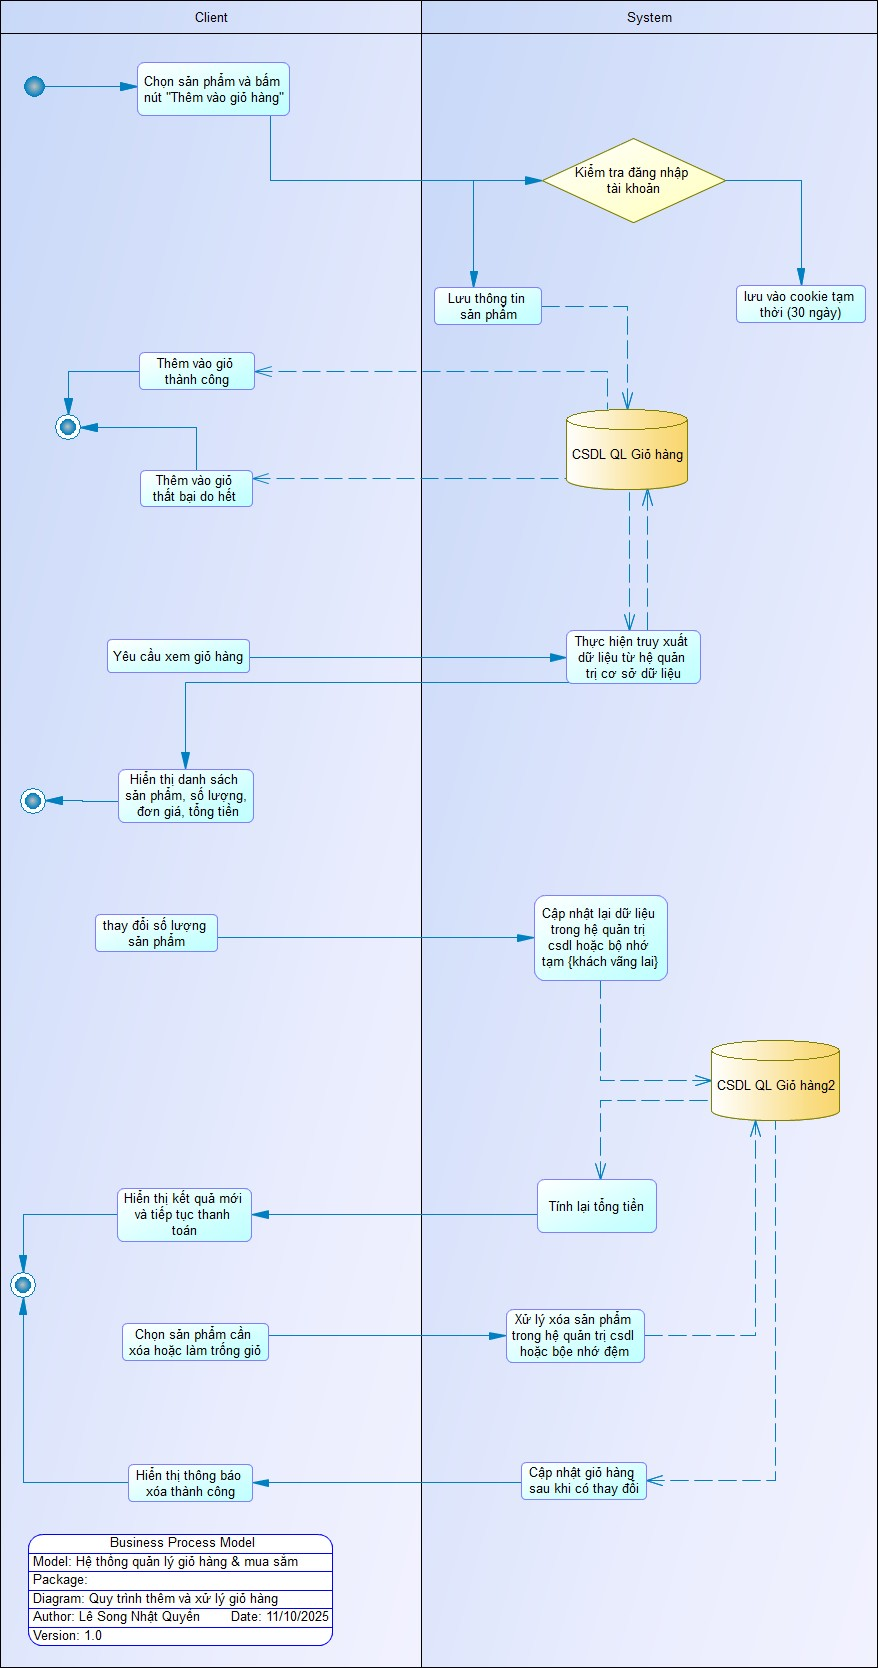 Client
System
Chọn sản phẩm và bấm
nút "Thêm vào giỏ hàng"
Kiểm tra đăng nhập
tài khoản
Lưu thông tin
sản phẩm
lưu vào cookie tạm
thời (30 ngày)
Thêm vào giỏ
thành công
CSDL QL Giỏ hàng
Thêm vào giỏ
thất bại do hết
Yêu cầu xem giỏ hàng
Thực hiện truy xuất
dữ liệu từ hệ quản
trị cơ sở dữ liệu
Hiển thị danh sách
sản phẩm, số lượng,
đơn giá, tổng tiền
thay đổi số lượng
sản phẩm
Cập nhật lại dữ liệu
trong hệ quản trị
csdl hoặc bộ nhớ
tạm {khách vãng lai}
CSDL QL Giỏ hàng2
Tính lại tổng tiền
Hiển thị kết quả mới
và tiếp tục thanh
toán
Chọn sản phẩm cần
xóa hoặc làm trống giỏ
Xử lý xóa sản phẩm
trong hệ quản trị csdl
hoặc bộe nhớ đệm
Hiển thị thông báo
xóa thành công
Cập nhật giỏ hàng
sau khi có thay đổi
Business Process Model
Model: Hệ thống quản lý giỏ hàng & mua sắm
Package:
Diagram: Quy trình thêm và xử lý giỏ hàng
Author: Lê Song Nhật Quyền Date: 11/10/2025
Version: 1.0